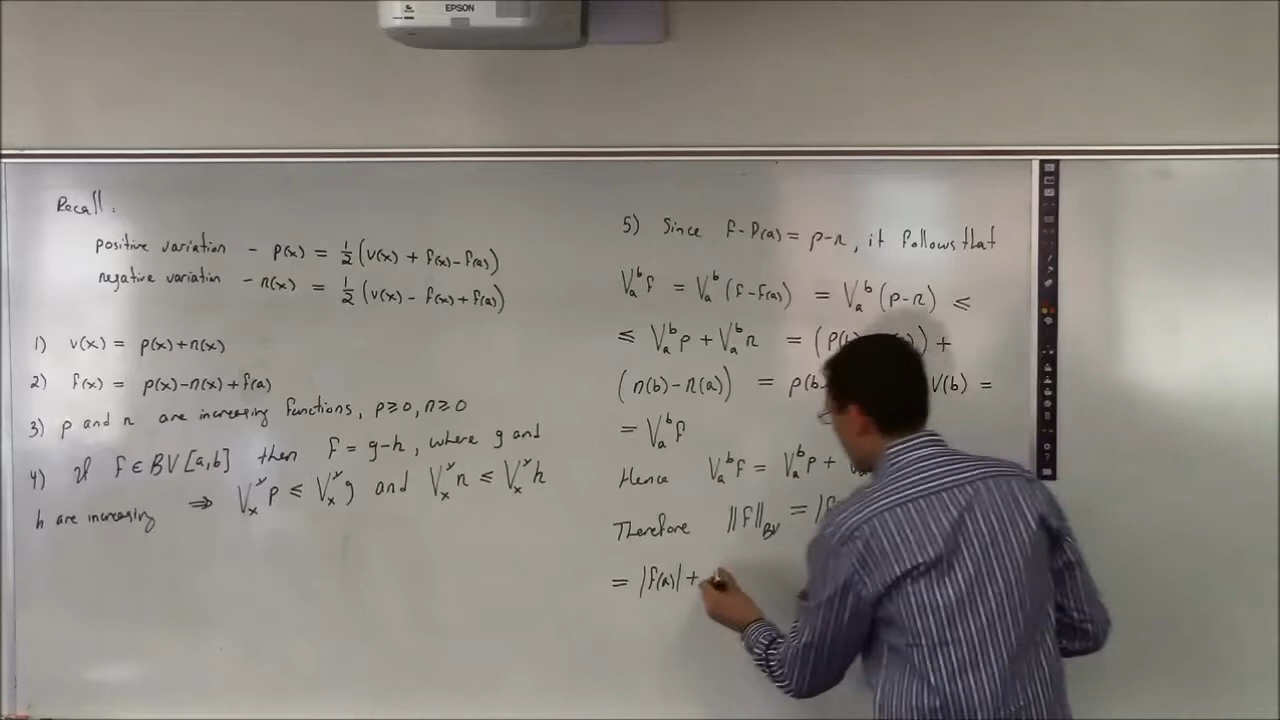 EPSON
Recall:
positive variation - p(x) = 1/2 (v(x) + f(x) - f(a))
negative variation - n(x) = 1/2 (v(x) - f(x) + f(a))
1) v(x) = p(x)+n(x)
2) f(x) = p(x)-n(x)+f(a)
3) p and n are increasing functions, p≥0, n≥0
4) If f ∈ BV[a,b] then f = g-h, where g and
h are increasing ⇒ V_x^y p ≤ V_x^y g and V_x^y n ≤ V_x^y h
5) Since f-f(a) = p-n, it follows that
V_a^b f = V_a^b (f-f(a)) = V_a^b (p-n) ≤
≤ V_a^b p + V_a^b n = (p( ) +
(n(b)-n(a)) = p(b V(b) =
= V_a^b f
Hence V_a^b f = V_a^b p +
Therefore ||f||_BV = |f
= |f(a)| +